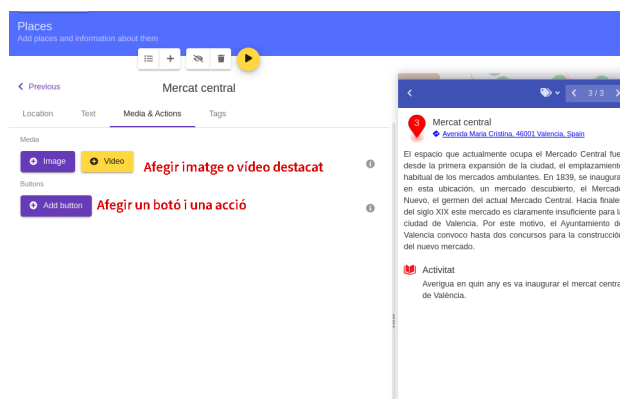 Places
Add places and information about them
Previous
Mercat central
Location Text Media & Actions Tags
Media
Image Video Afegir imatge o vídeo destacat
Buttons
Add button Afegir un botó i una acció
3 / 3
3 Mercat central
Avenida Maria Cristina, 46001 Valencia, Spain
El espacio que actualmente ocupa el Mercado Central fue
desde la primera expansión de la ciudad, el emplazamiento
habitual de los mercados ambulantes. En 1839, se inaugura
en esta ubicación, un mercado descubierto, el Mercado
Nuevo, el germen del actual Mercado Central. Hacia finales
del siglo XIX este mercado es claramente insuficiente para la
ciudad de Valencia. Por este motivo, el Ayuntamiento de
Valencia convoco hasta dos concursos para la construcción
del nuevo mercado.
Activitat
Averigua en quin any es va inaugurar el mercat central
de València.